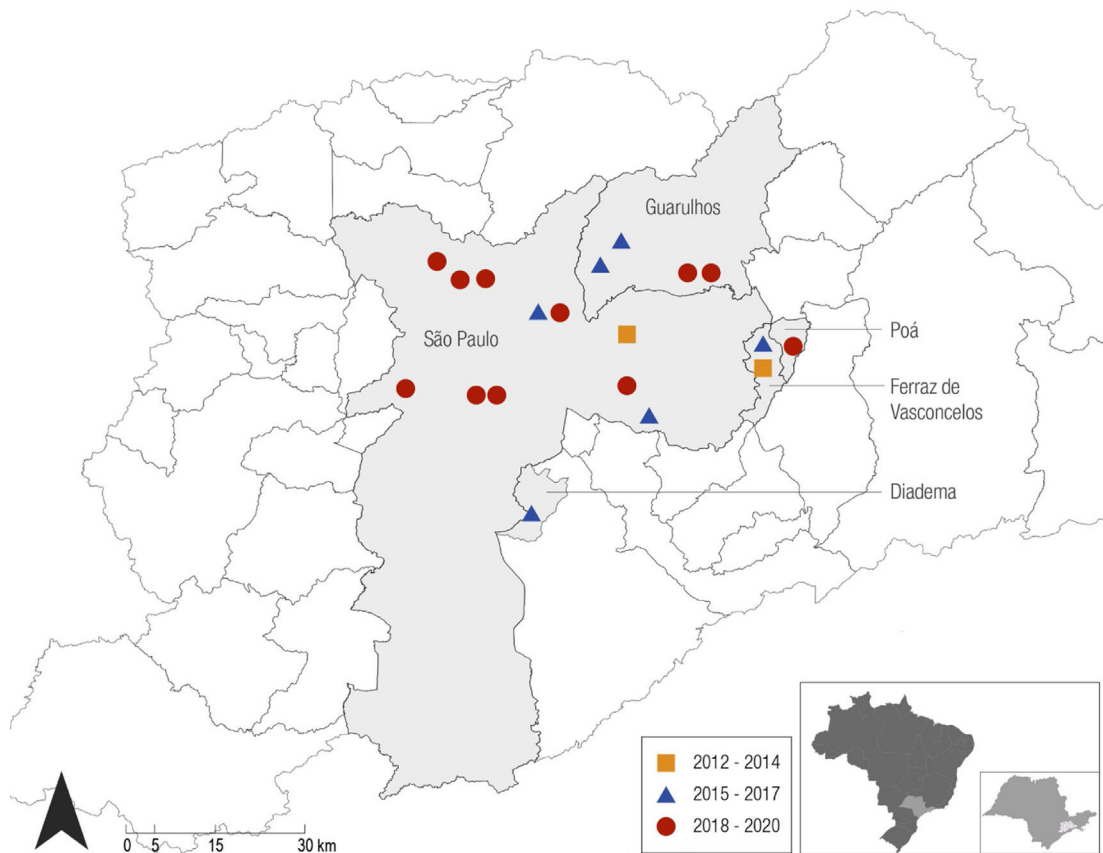 Guarulhos
São Paulo
Poá
Ferraz de
Vasconcelos
Diadema
2012 - 2014
2015 - 2017
2018 - 2020
0 5 15 30 km